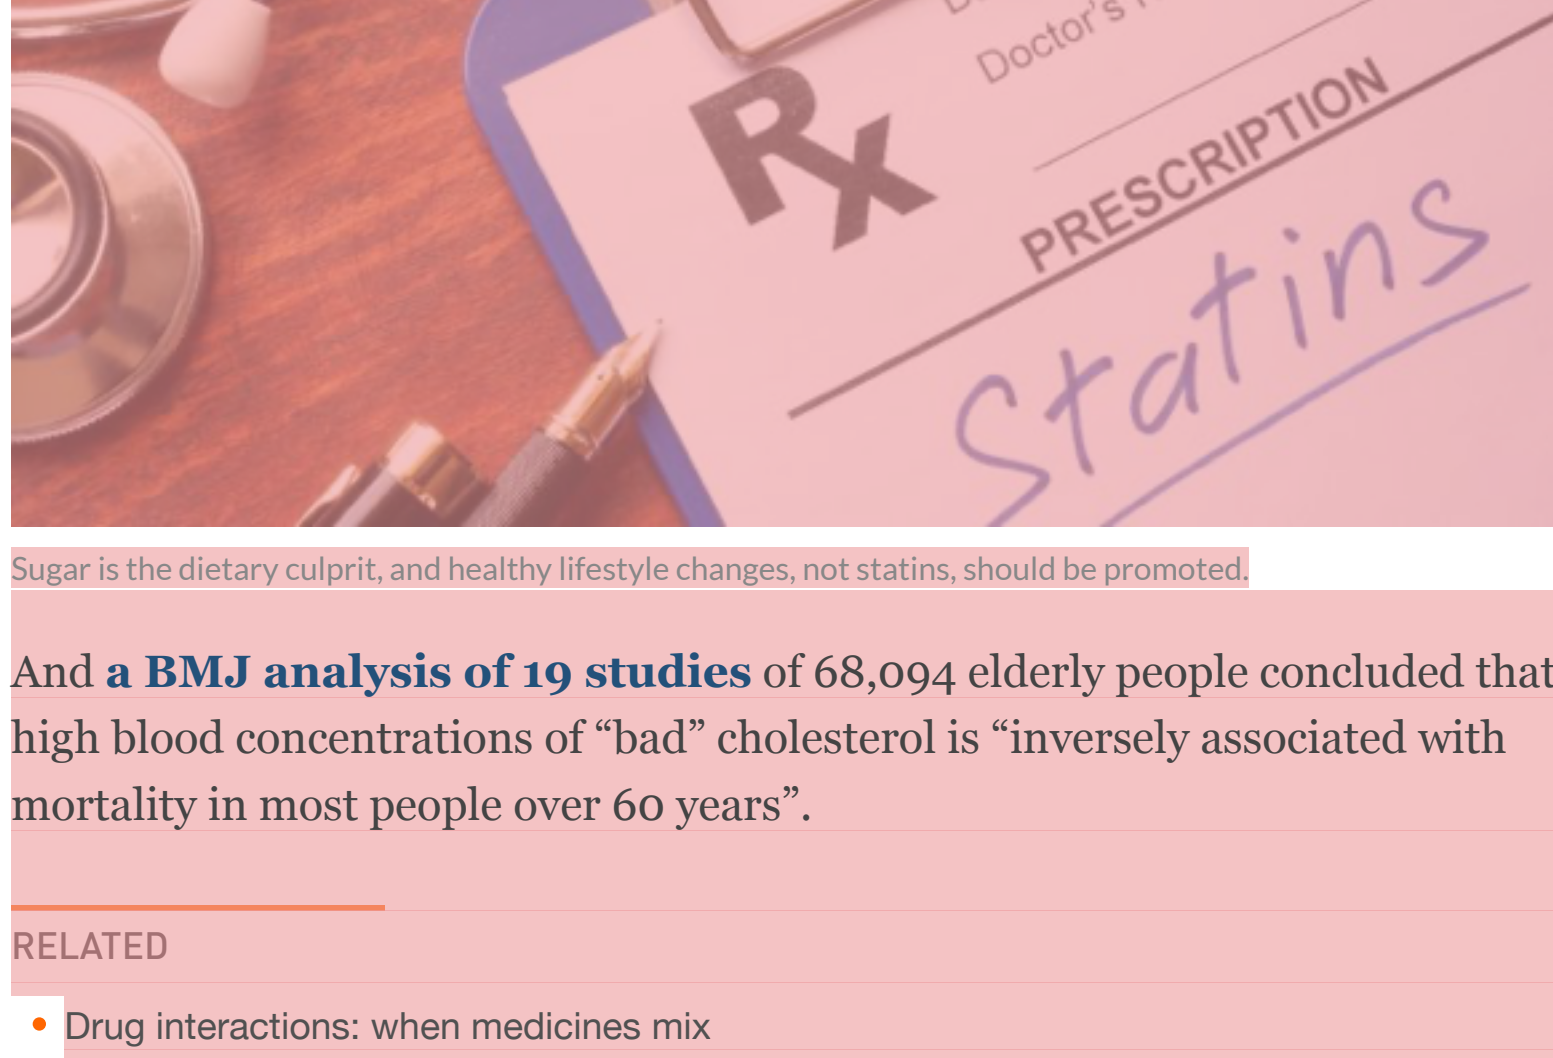 Doctor's
Rx
PRESCRIPTION
Statins
Sugar is the dietary culprit, and healthy lifestyle changes, not statins, should be promoted.
And a BMJ analysis of 19 studies of 68,094 elderly people concluded that
high blood concentrations of “bad” cholesterol is “inversely associated with
mortality in most people over 60 years”.
RELATED
Drug interactions: when medicines mix